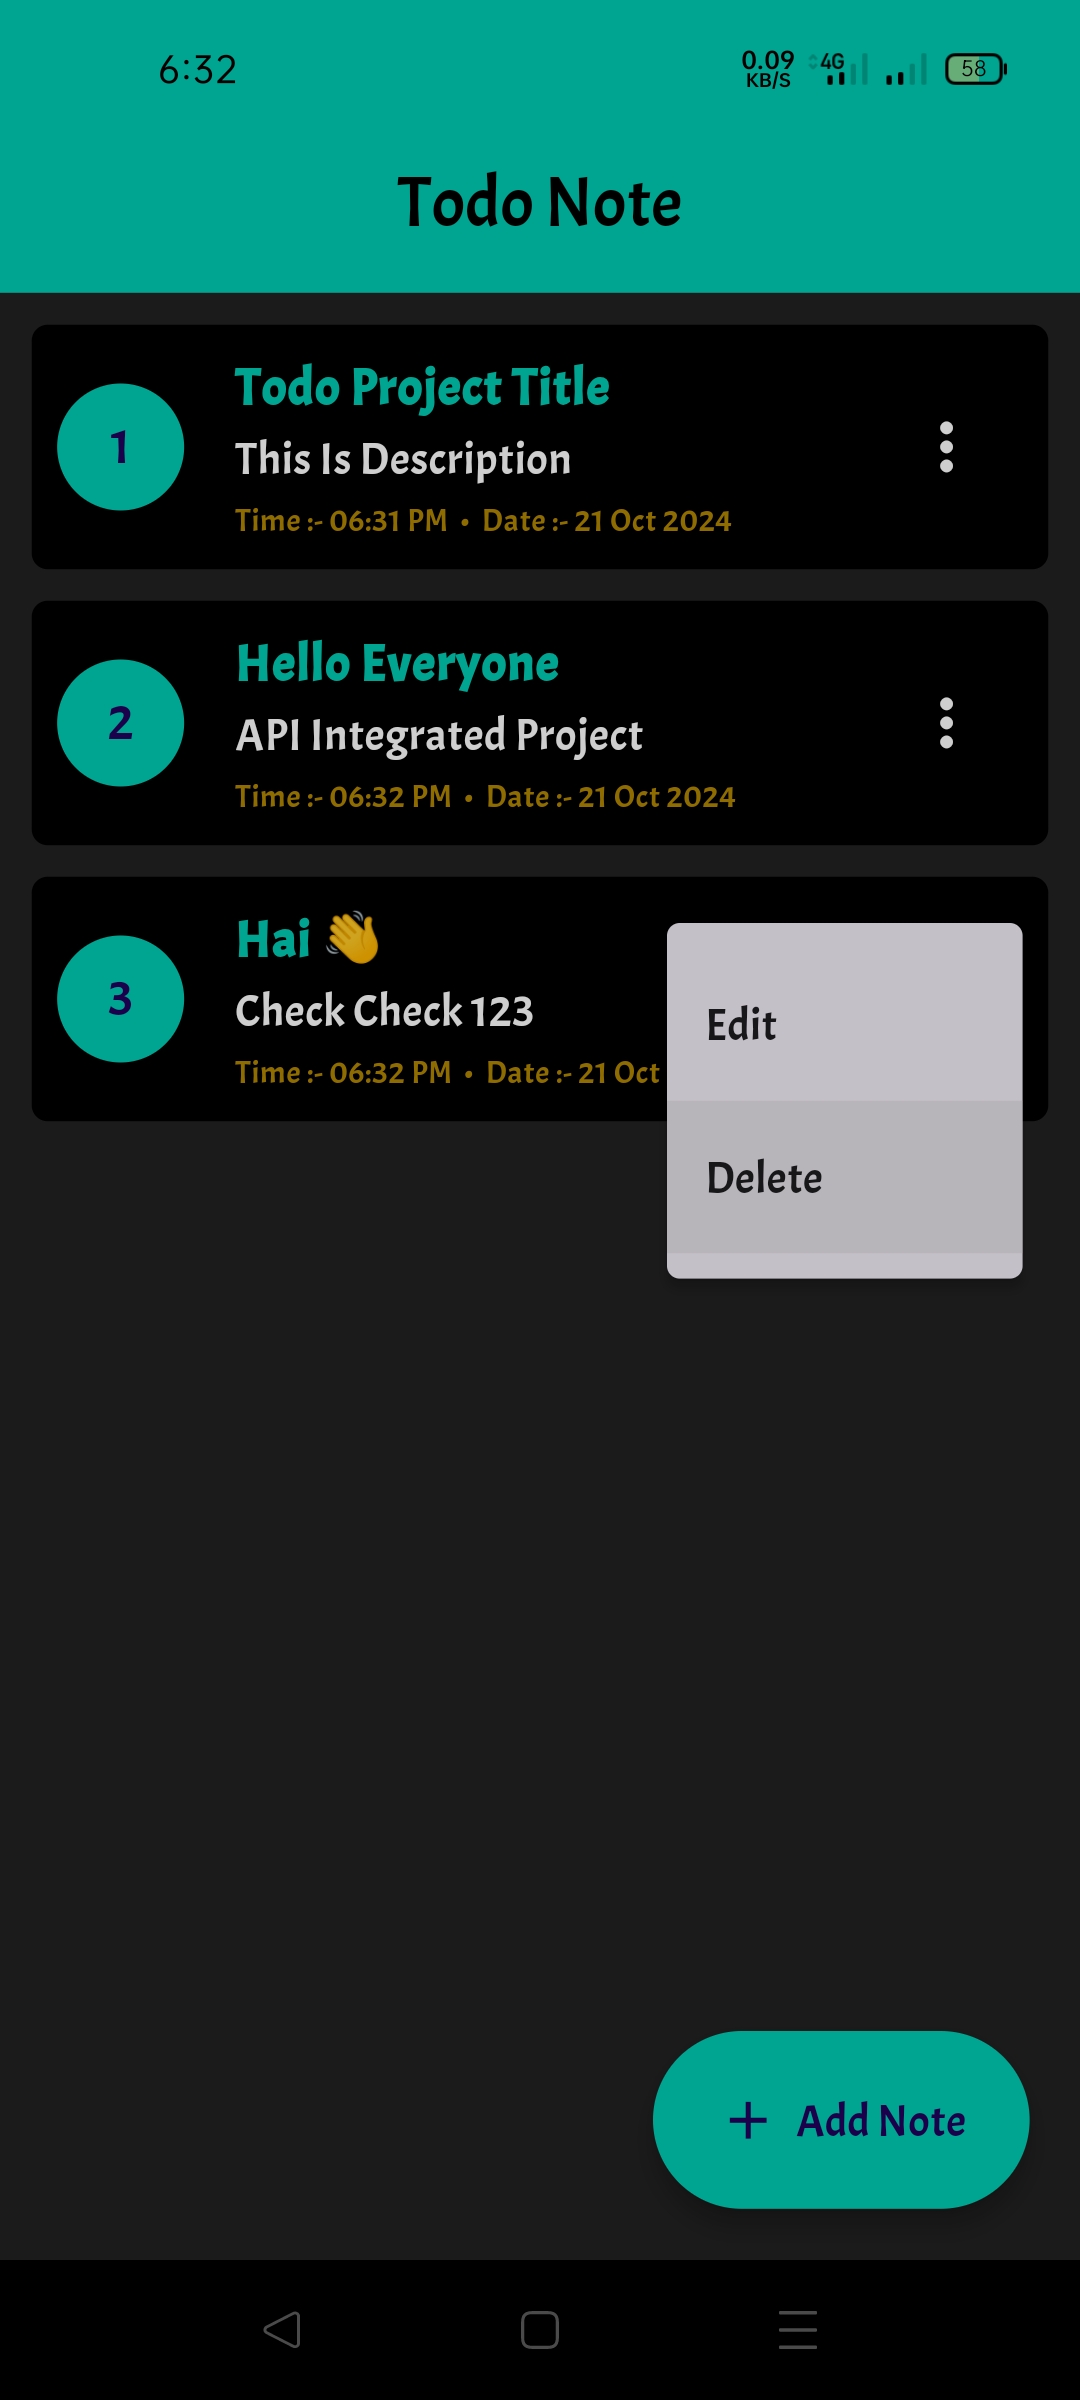 6:32
0.09 KB/S 4G 58
Todo Note
1
Todo Project Title
This Is Description
Time :- 06:31 PM • Date :- 21 Oct 2024
2
Hello Everyone
API Integrated Project
Time :- 06:32 PM • Date :- 21 Oct 2024
3
Hai 👋
Check Check 123
Time :- 06:32 PM • Date :- 21 Oct
Edit
Delete
+ Add Note